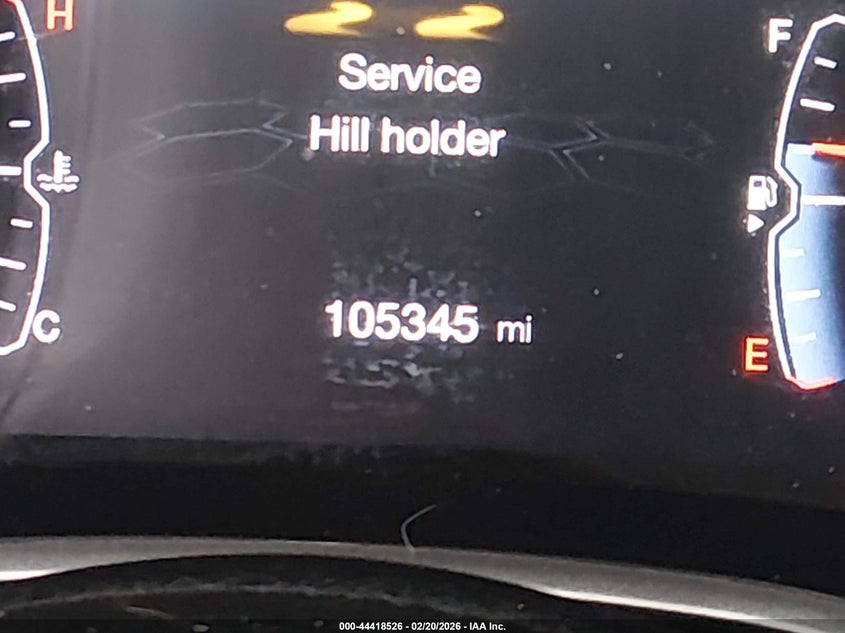 H
F
Service
Hill holder
C
105345 mi
E
000-44418526 - 02/20/2026 - IAA Inc.